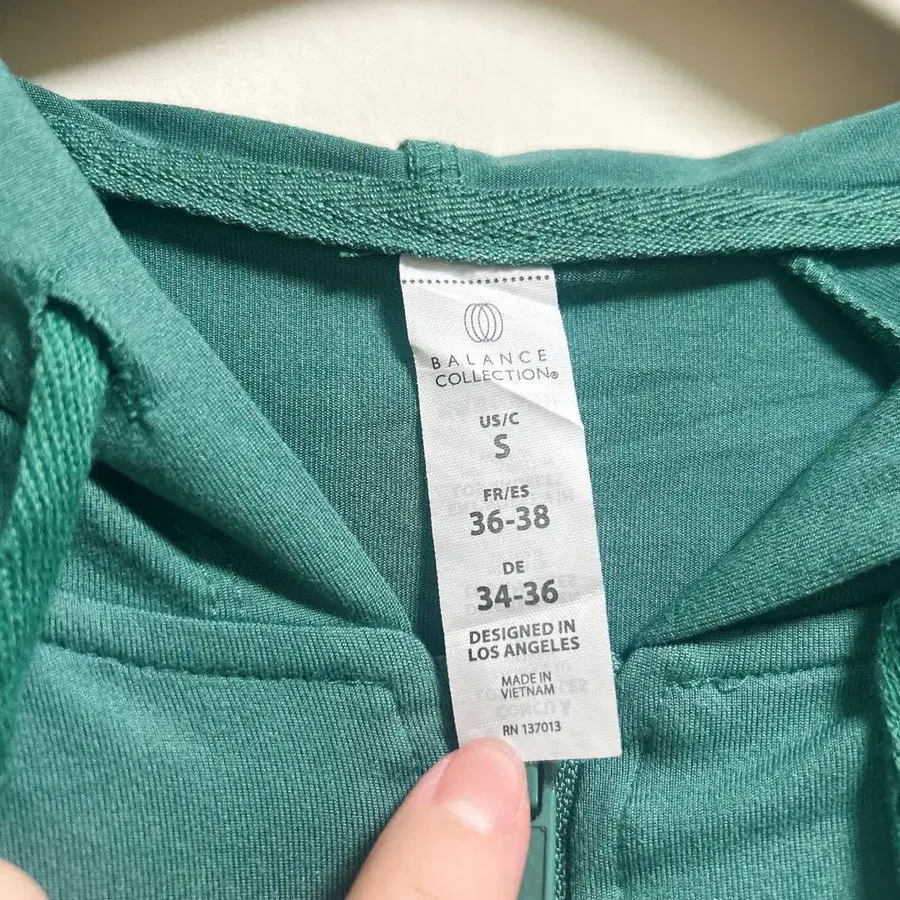 BALANCE
COLLECTION®
US/C
S
FR/ES
36-38
DE
34-36
DESIGNED IN
LOS ANGELES
MADE IN
VIETNAM
RN 137013